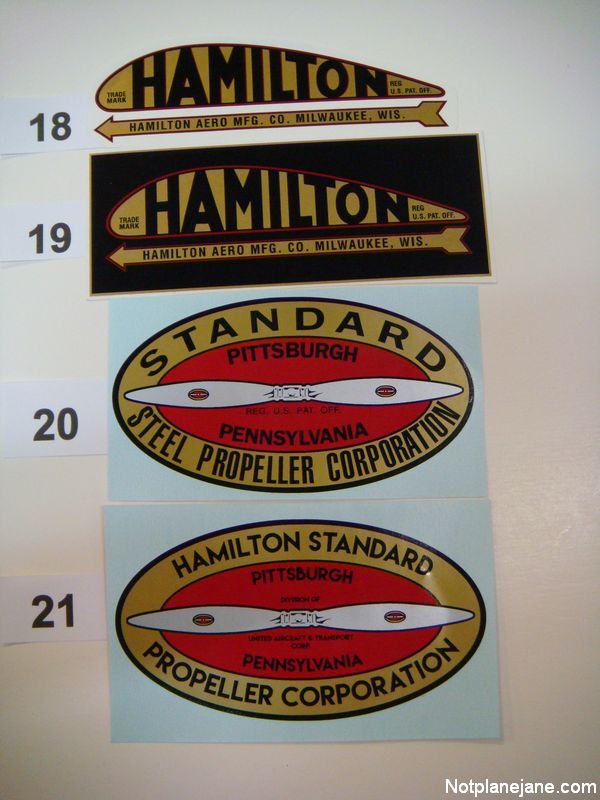 18
HAMILTON
TRADE
MARK
REG
U.S. PAT. OFF.
HAMILTON AERO MFG. CO. MILWAUKEE, WIS.
19
HAMILTON
TRADE
MARK
REG
U.S. PAT. OFF.
HAMILTON AERO MFG. CO. MILWAUKEE, WIS.
20
STANDARD
PITTSBURGH
REG. U.S. PAT. OFF.
PENNSYLVANIA
STEEL PROPELLER CORPORATION
21
HAMILTON STANDARD
PITTSBURGH
DIVISION OF
UNITED AIRCRAFT & TRANSPORT
CORP.
PENNSYLVANIA
PROPELLER CORPORATION
Notplanejane.com